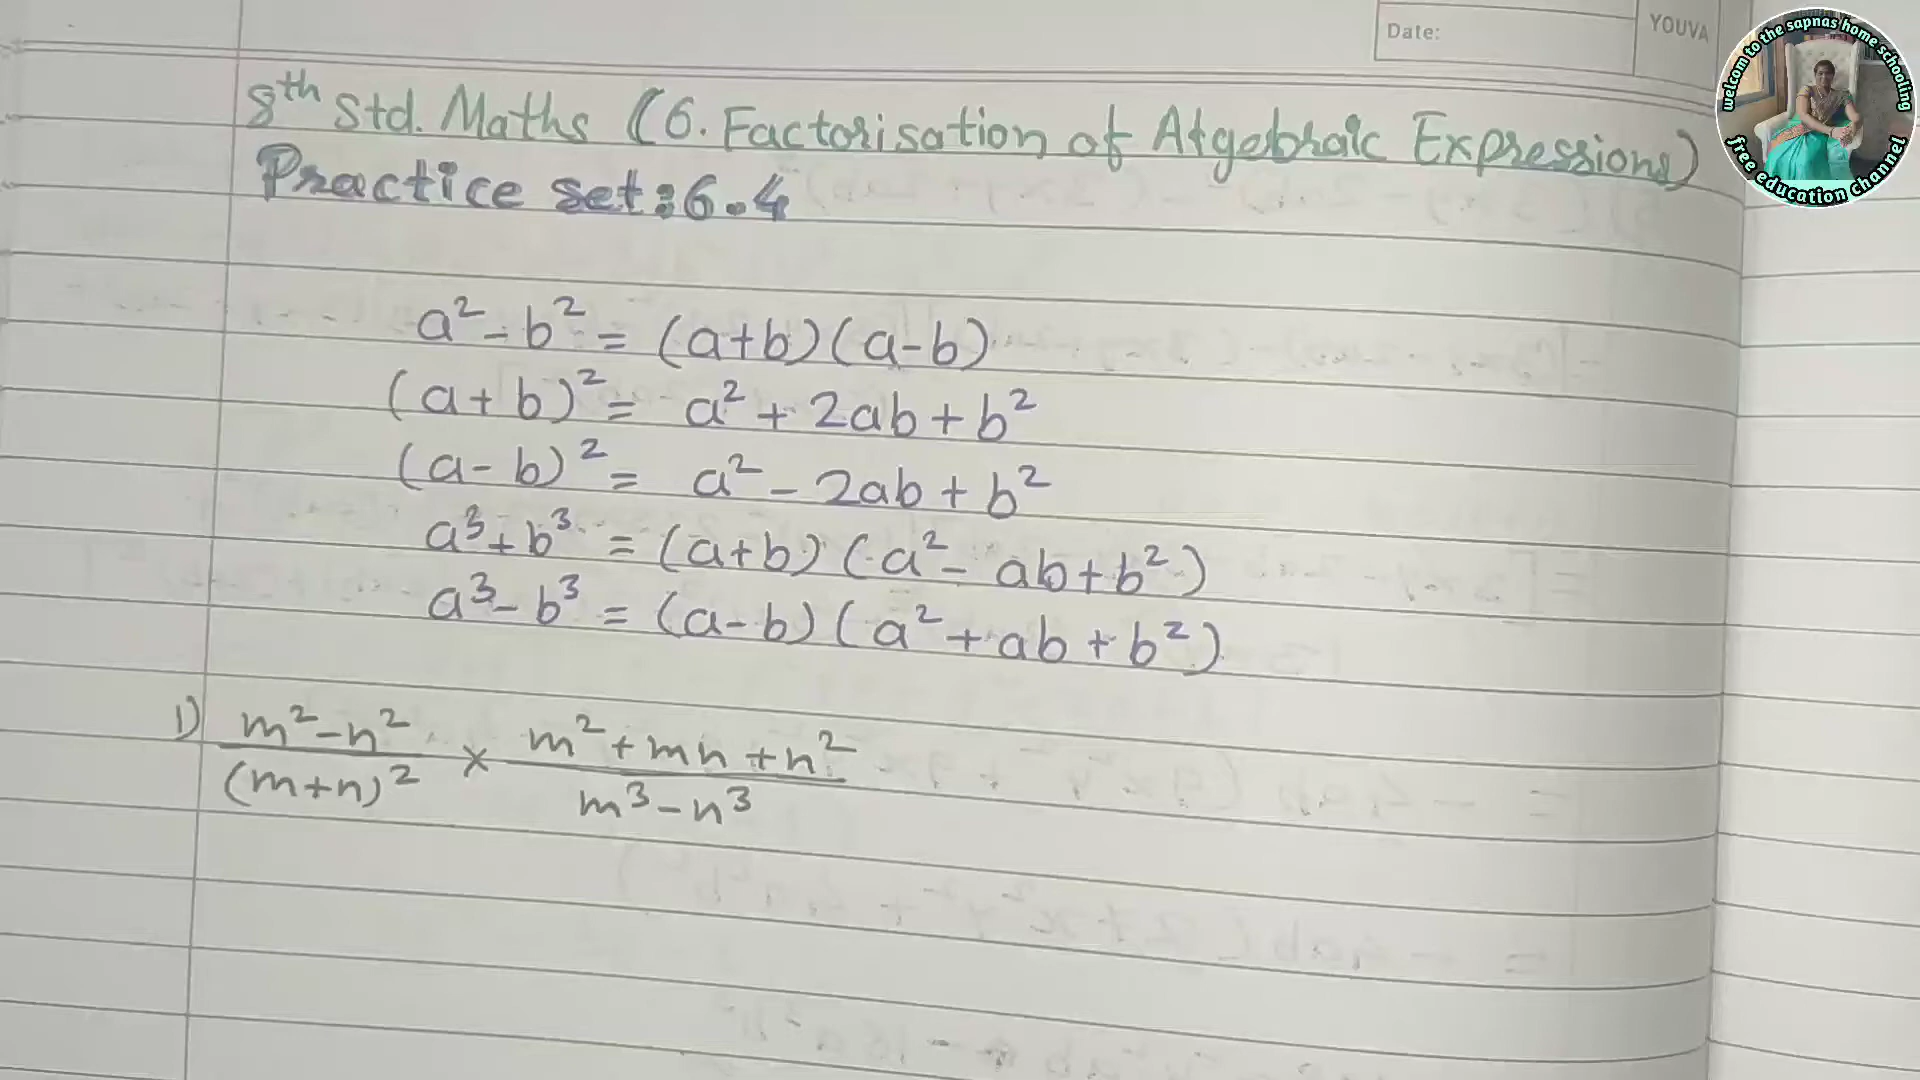 Date:
YOUVA
welcom to the sapnas home schooling
free education channel
8th Std. Maths (6. Factorisation of Algebraic Expressions)
Practice set: 6.4
a² - b² = (a+b)(a-b)
(a+b)² = a² + 2ab + b²
(a-b)² = a² - 2ab + b²
a³+b³ = (a+b)(a² - ab+b²)
a³-b³ = (a-b)(a² + ab + b²)
1) m²-n²/(m+n)² × m²+mn+n²/m³-n³